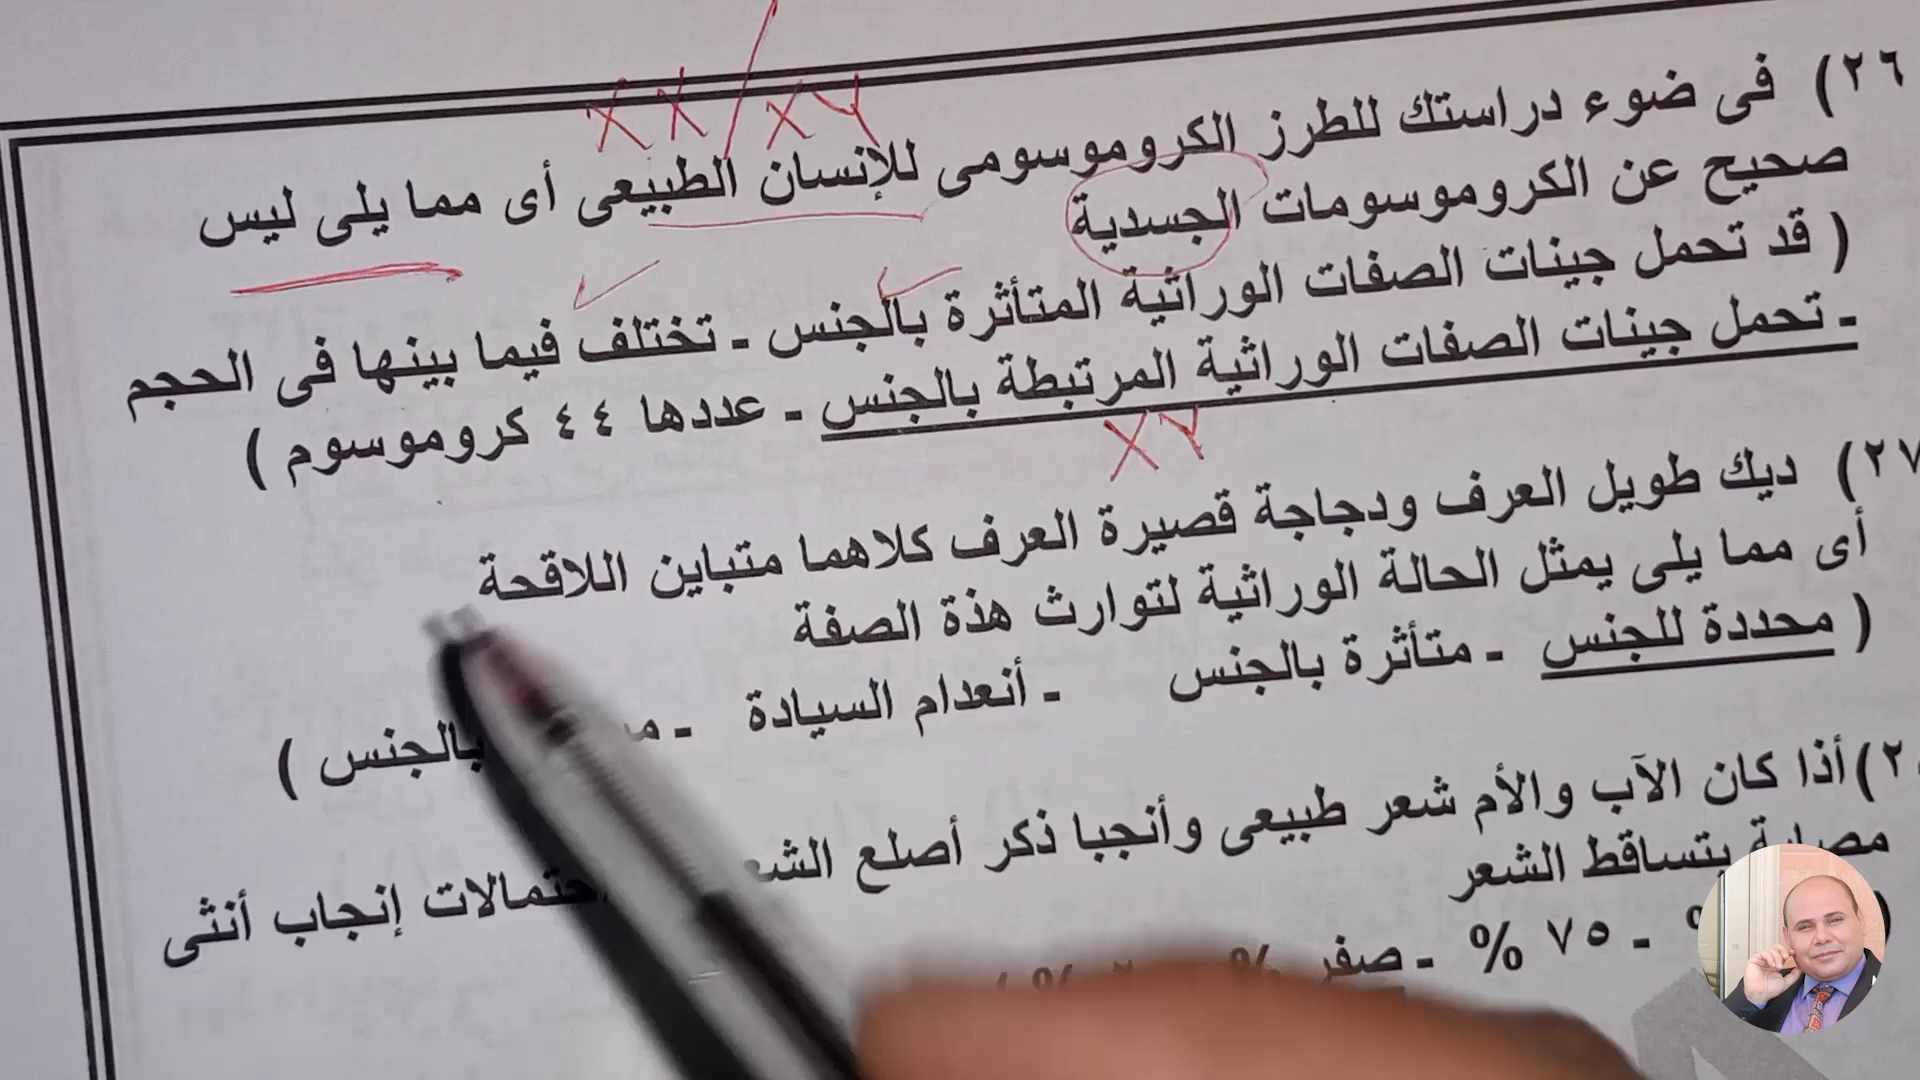 XX/XY
٢٦) فى ضوء دراستك للطرز الكروموسومى للإنسان الطبيعى أى مما يلى ليس
صحيح عن الكروموسومات الجسدية
( قد تحمل جينات الصفات الوراثية المتأثرة بالجنس ـ تختلف فيما بينها فى الحجم
ـ تحمل جينات الصفات الوراثية المرتبطة بالجنس ـ عددها ٤٤ كروموسوم )
XY
٢٧) ديك طويل العرف ودجاجة قصيرة العرف كلاهما متباين اللاقحة
أى مما يلى يمثل الحالة الوراثية لتوارث هذة الصفة
( محددة للجنس ـ متأثرة بالجنس ـ أنعدام السيادة ـ بالجنس )
أذا كان الآب والأم شعر طبيعى وأنجبا ذكر أصلع إنجاب أنثى
بتساقط الشعر
ـ ٧٥ % ـ صفر %